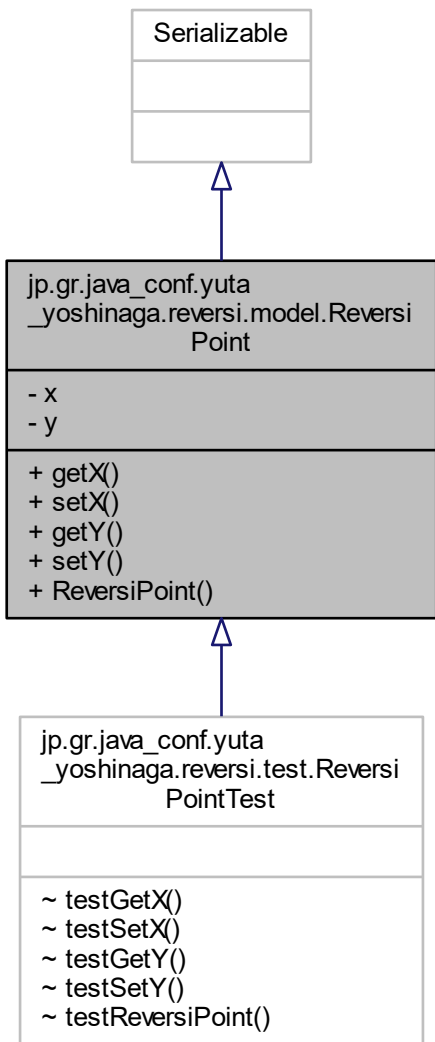 Serializable
jp.gr.java_conf.yuta
_yoshinaga.reversi.model.Reversi
Point
- x
- y
+ getX()
+ setX()
+ getY()
+ setY()
+ ReversiPoint()
jp.gr.java_conf.yuta
_yoshinaga.reversi.test.Reversi
PointTest
~ testGetX()
~ testSetX()
~ testGetY()
~ testSetY()
~ testReversiPoint()